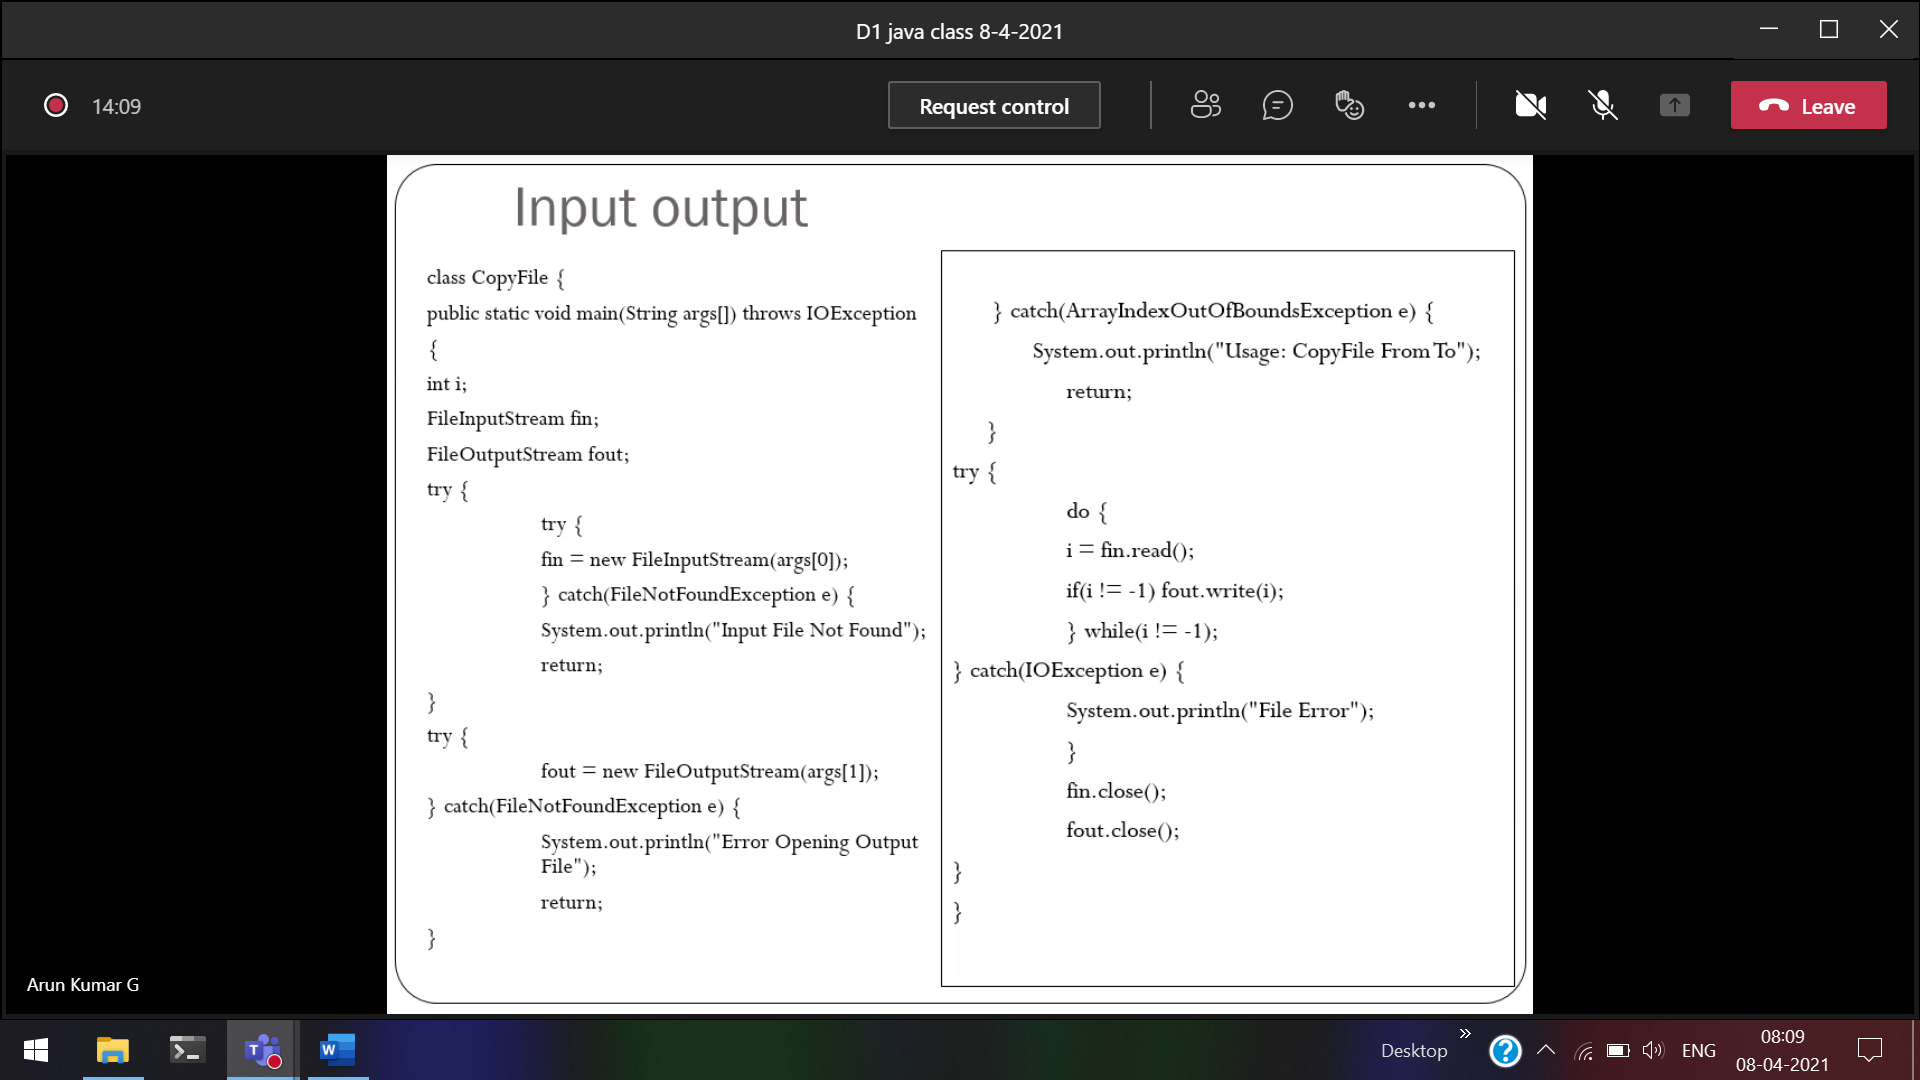 D1 java class 8-4-2021
14:09
Request control
Leave
Input output
class CopyFile {
public static void main(String args[]) throws IOException
{
int i;
FileInputStream fin;
FileOutputStream fout;
try {
try {
fin = new FileInputStream(args[0]);
} catch(FileNotFoundException e) {
System.out.println("Input File Not Found");
return;
}
try {
fout = new FileOutputStream(args[1]);
} catch(FileNotFoundException e) {
System.out.println("Error Opening Output
File");
return;
}
} catch(ArrayIndexOutOfBoundsException e) {
System.out.println("Usage: CopyFile From To");
return;
}
try {
do {
i = fin.read();
if(i != -1) fout.write(i);
} while(i != -1);
} catch(IOException e) {
System.out.println("File Error");
}
fin.close();
fout.close();
}
}
Arun Kumar G
Desktop
ENG
08:09
08-04-2021